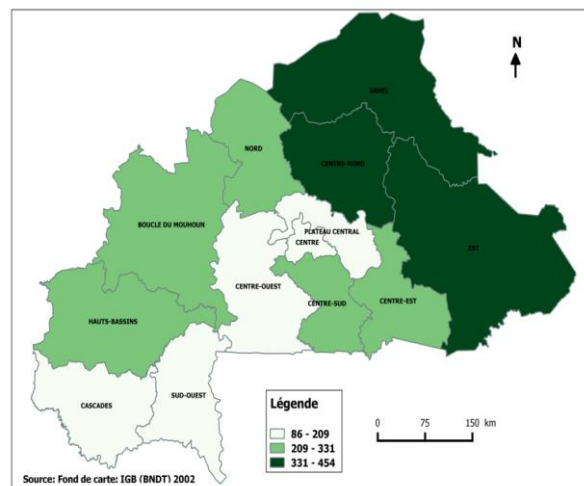 N
SAHEL
CENTRE-NORD
NORD
BOUCLE DU MOUHOUN
PLATEAU CENTRAL
CENTRE
EST
CENTRE-OUEST
CENTRE-SUD
CENTRE-EST
HAUTS-BASSINS
CASCADES
SUD-OUEST
Légende
86 - 209
209 - 331
331 - 454
0 75 150 km
Source: Fond de carte: IGB (BNDT) 2002